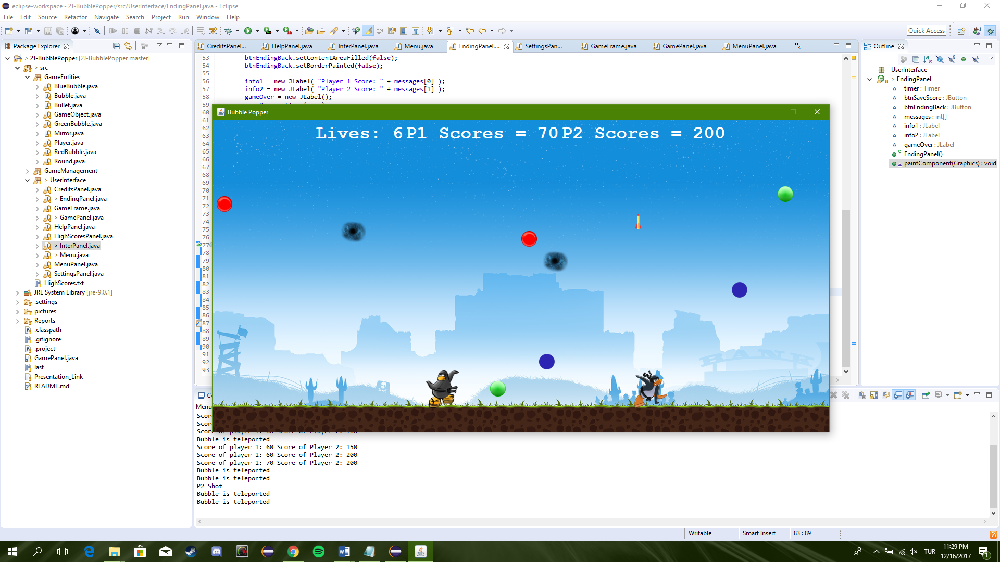 eclipse-workspace - 2J-BubblePopper/src/UserInterface/EndingPanel.java - Eclipse
File Edit Source Refactor Navigate Search Project Run Window Help
Quick Access
Package Explorer
> 2J-BubblePopper [2J-BubblePopper master]
> src
GameEntities
BlueBubble.java
Bubble.java
Bullet.java
GameObject.java
GreenBubble.java
Mirror.java
Player.java
RedBubble.java
Round.java
GameManagement
> UserInterface
CreditsPanel.java
> EndingPanel.java
GameFrame.java
> GamePanel.java
HelpPanel.java
HighScoresPanel.java
> InterPanel.java
> Menu.java
MenuPanel.java
SettingsPanel.java
HighScores.txt
JRE System Library [jre-9.0.1]
.settings
pictures
Reports
.classpath
.gitignore
.project
GamePanel.java
last
Presentation_Link
README.md
CreditsPanel... HelpPanel.java InterPanel.java Menu.java EndingPanel.... SettingsPan... GameFrame.java GamePanel.java MenuPanel.java 3
53 btnEndingBack.setContentAreaFilled(false);
54 btnEndingBack.setBorderPainted(false);
55
56 info1 = new JLabel( "Player 1 Score: " + messages[0] );
57 info2 = new JLabel( "Player 2 Score: " + messages[1] );
58 gameOver = new JLabel();
59
60
61
62
63
64
65
66
67
68
69
70
71
72
73
74
75
76
77
78
79
80
81
82
83
84
85
86
87
88
89
90
91
92
93
Bubble Popper
Lives: 6 P1 Scores = 70 P2 Scores = 200
BANK
Outline
UserInterface
> EndingPanel
timer : Timer
btnSaveScore : JButton
btnEndingBack : JButton
messages : int[]
info1 : JLabel
info2 : JLabel
gameOver : JLabel
EndingPanel()
paintComponent(Graphics) : void
Menu
Bubble is teleported
Score of player 1: 60 Score of Player 2: 150
Score of player 1: 60 Score of Player 2: 200
Score of player 1: 70 Score of Player 2: 200
Bubble is teleported
Bubble is teleported
P2 Shot
Bubble is teleported
Bubble is teleported
Writable Smart Insert 83 : 89
TUR
11:29 PM
12/16/2017
1